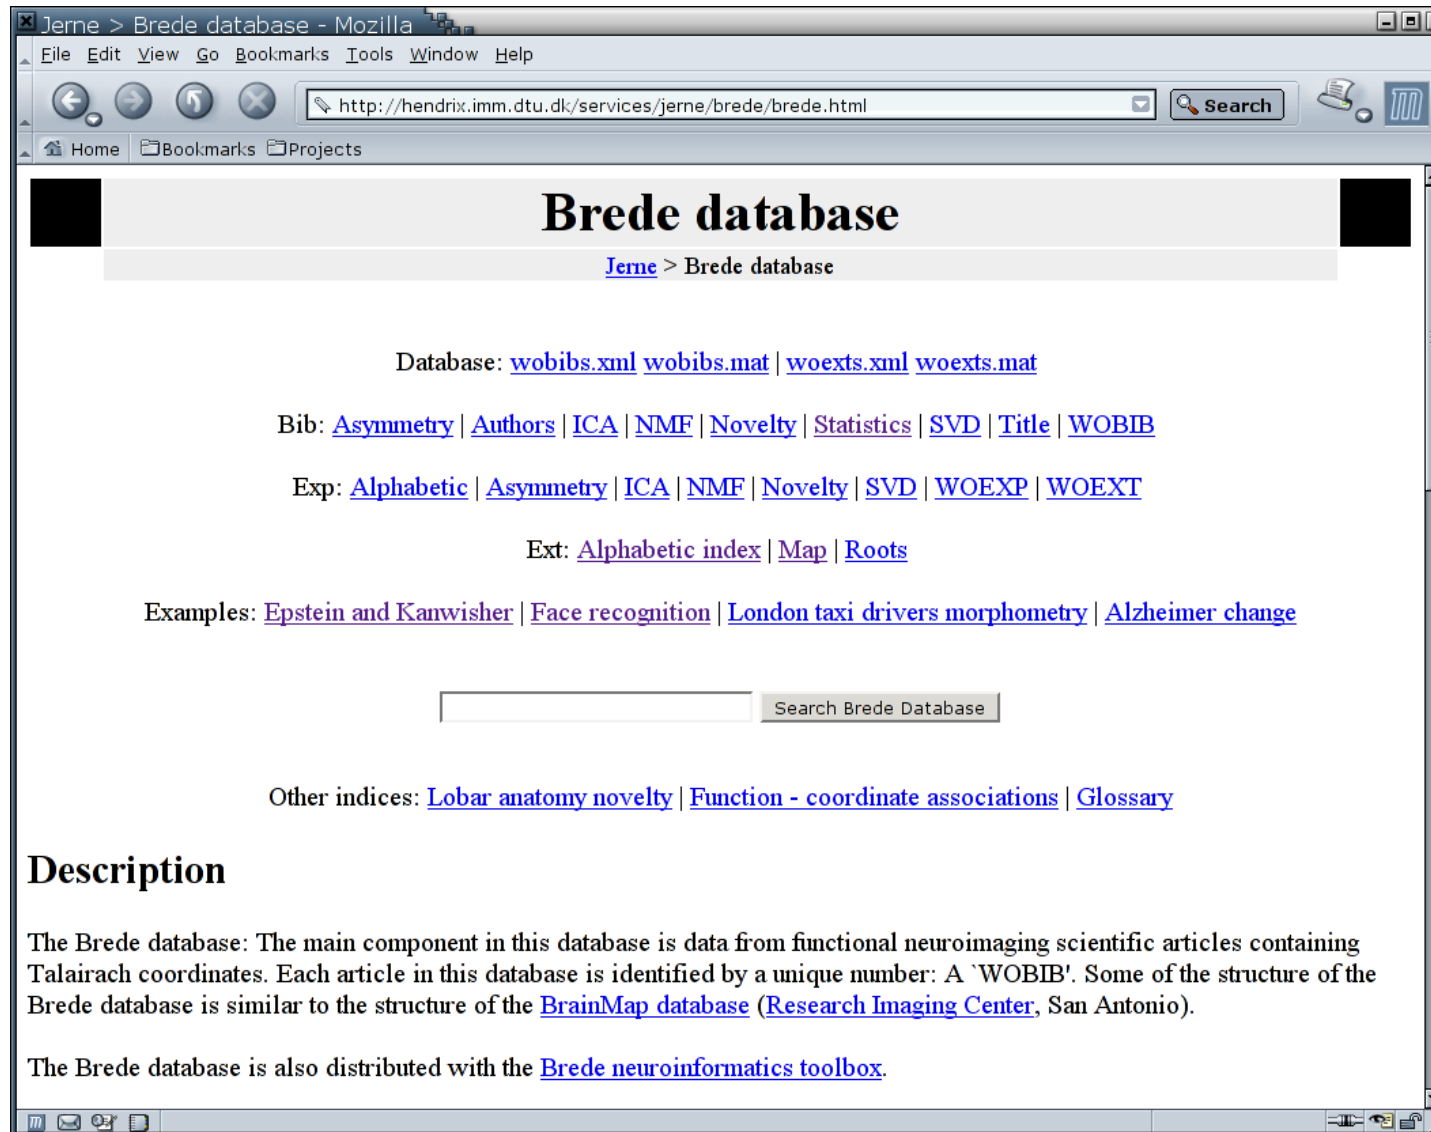 Jerne > Brede database - Mozilla
File Edit View Go Bookmarks Tools Window Help
http://hendrix.imm.dtu.dk/services/jerne/brede/brede.html Search
Home Bookmarks Projects
Brede database
Jerne > Brede database
Database: wobibs.xml wobibs.mat | woexts.xml woexts.mat
Bib: Asymmetry | Authors | ICA | NMF | Novelty | Statistics | SVD | Title | WOBIB
Exp: Alphabetic | Asymmetry | ICA | NMF | Novelty | SVD | WOEXP | WOEXT
Ext: Alphabetic index | Map | Roots
Examples: Epstein and Kanwisher | Face recognition | London taxi drivers morphometry | Alzheimer change
Search Brede Database
Other indices: Lobar anatomy novelty | Function - coordinate associations | Glossary
Description
The Brede database: The main component in this database is data from functional neuroimaging scientific articles containing
Talairach coordinates. Each article in this database is identified by a unique number: A `WOBIB'. Some of the structure of the
Brede database is similar to the structure of the BrainMap database (Research Imaging Center, San Antonio).
The Brede database is also distributed with the Brede neuroinformatics toolbox.